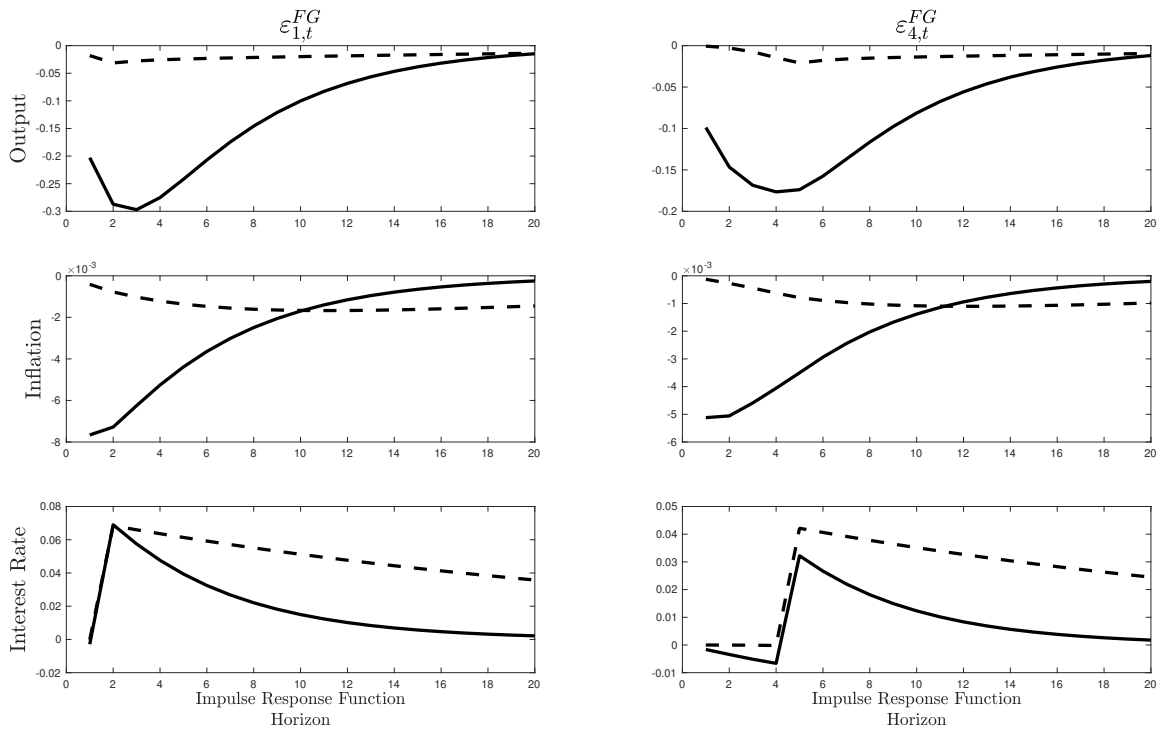 ε_{1,t}^{FG}
ε_{4,t}^{FG}
Output
0
-0.05
-0.1
-0.15
-0.2
-0.25
-0.3
0 2 4 6 8 10 12 14 16 18 20
0
-0.05
-0.1
-0.15
-0.2
0 2 4 6 8 10 12 14 16 18 20
Inflation
×10^{-3}
0
-2
-4
-6
-8
0 2 4 6 8 10 12 14 16 18 20
×10^{-3}
0
-1
-2
-3
-4
-5
-6
0 2 4 6 8 10 12 14 16 18 20
Interest Rate
0.08
0.06
0.04
0.02
0
-0.02
0 2 4 6 8 10 12 14 16 18 20
Impulse Response Function
Horizon
0.05
0.04
0.03
0.02
0.01
0
-0.01
0 2 4 6 8 10 12 14 16 18 20
Impulse Response Function
Horizon